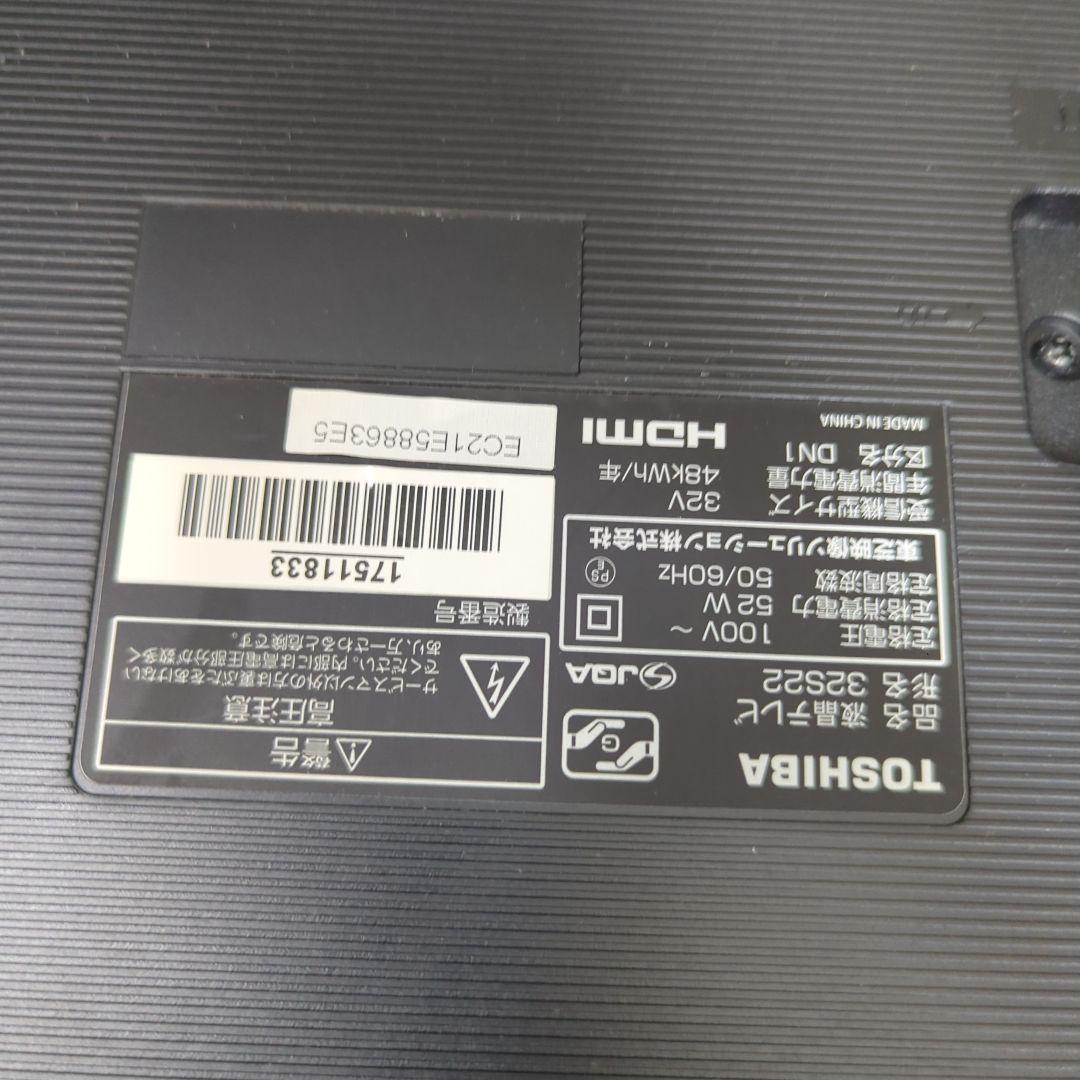 TOSHIBA
品名 液晶テレビ
形名 32S22
G
JQA
定格電圧 100V～
定格消費電力 52W
定格周波数 50/60Hz
PS
E
東芝映像ソリューション株式会社
受信機型サイズ 32V
年間消費電力量 48kWh/年
区分名 DN1
MADE IN CHINA
HDMI
警告
高圧注意
サービスマン以外の方は裏ぶたをあけない
でください。内部には高電圧部分が数多く
あり、万一さわると危険です。
製造番号
17511833
EC21E58863E5